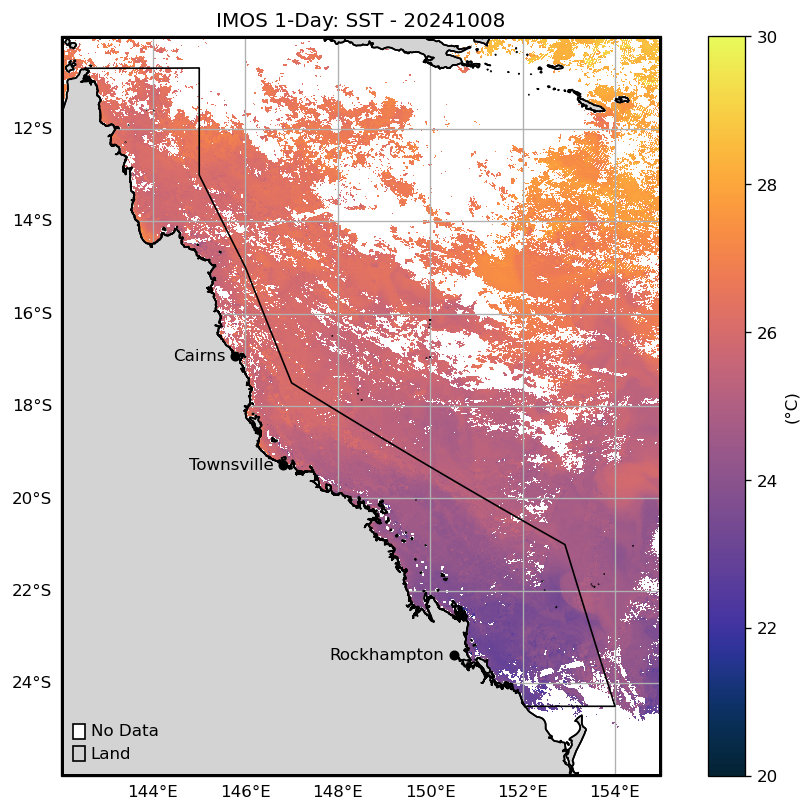 IMOS 1-Day: SST - 20241008
12°S
14°S
16°S
18°S
20°S
22°S
24°S
Cairns
Townsville
Rockhampton
No Data
Land
144°E 146°E 148°E 150°E 152°E 154°E
30
28
26
24
22
20
(°C)